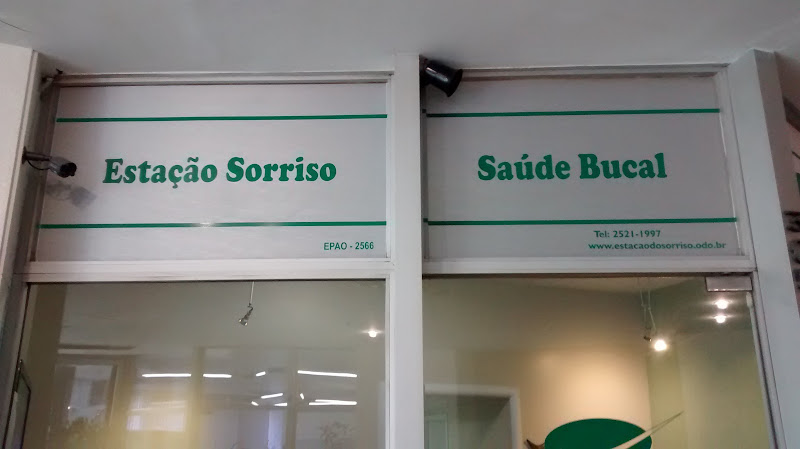 Estação Sorriso
EPAO - 2566
Saúde Bucal
Tel: 2521-1997
www.estacaodosorriso.odo.br